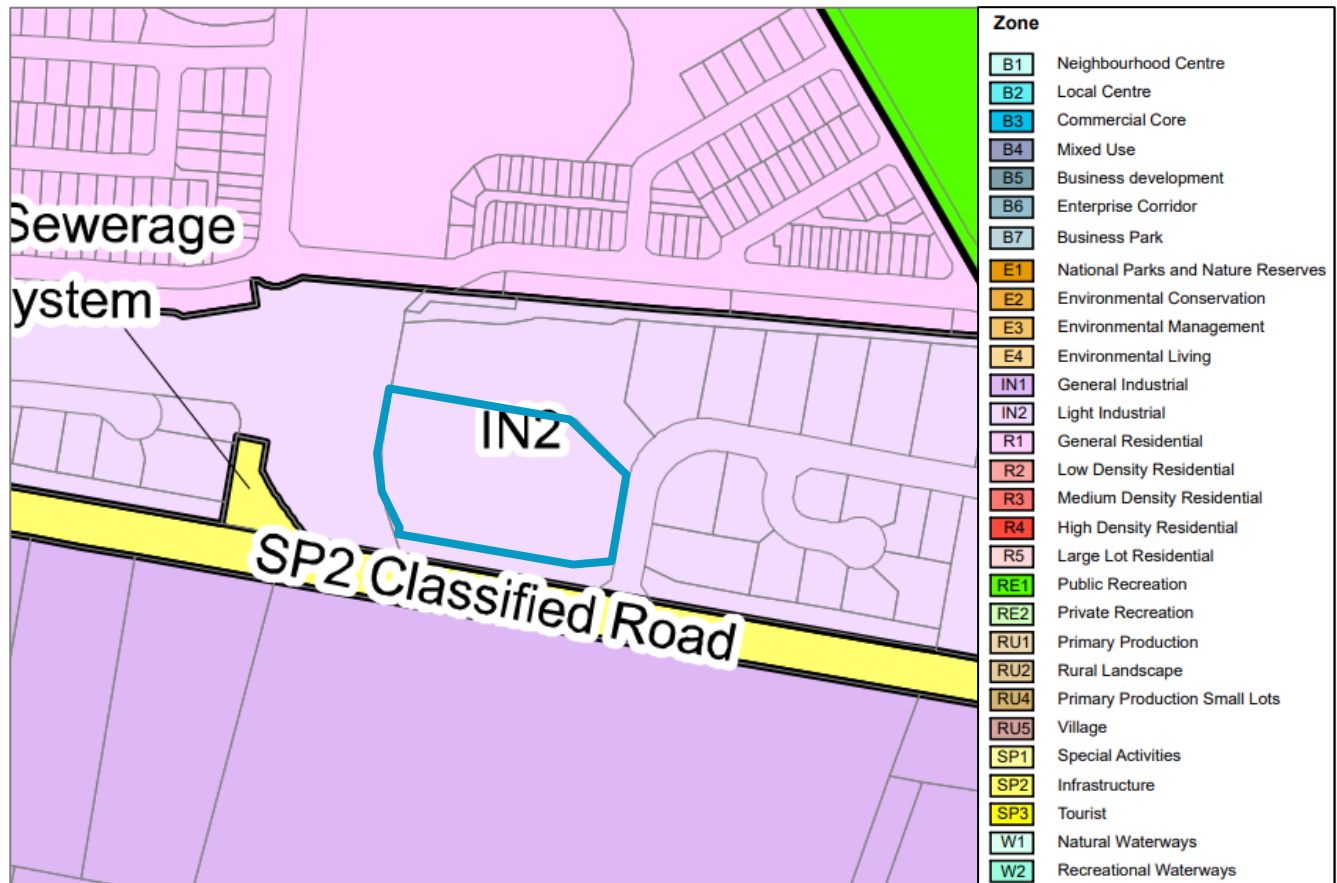 Sewerage
ystem
IN2
SP2 Classified Road
Zone
B1 Neighbourhood Centre
B2 Local Centre
B3 Commercial Core
B4 Mixed Use
B5 Business development
B6 Enterprise Corridor
B7 Business Park
E1 National Parks and Nature Reserves
E2 Environmental Conservation
E3 Environmental Management
E4 Environmental Living
IN1 General Industrial
IN2 Light Industrial
R1 General Residential
R2 Low Density Residential
R3 Medium Density Residential
R4 High Density Residential
R5 Large Lot Residential
RE1 Public Recreation
RE2 Private Recreation
RU1 Primary Production
RU2 Rural Landscape
RU4 Primary Production Small Lots
RU5 Village
SP1 Special Activities
SP2 Infrastructure
SP3 Tourist
W1 Natural Waterways
W2 Recreational Waterways